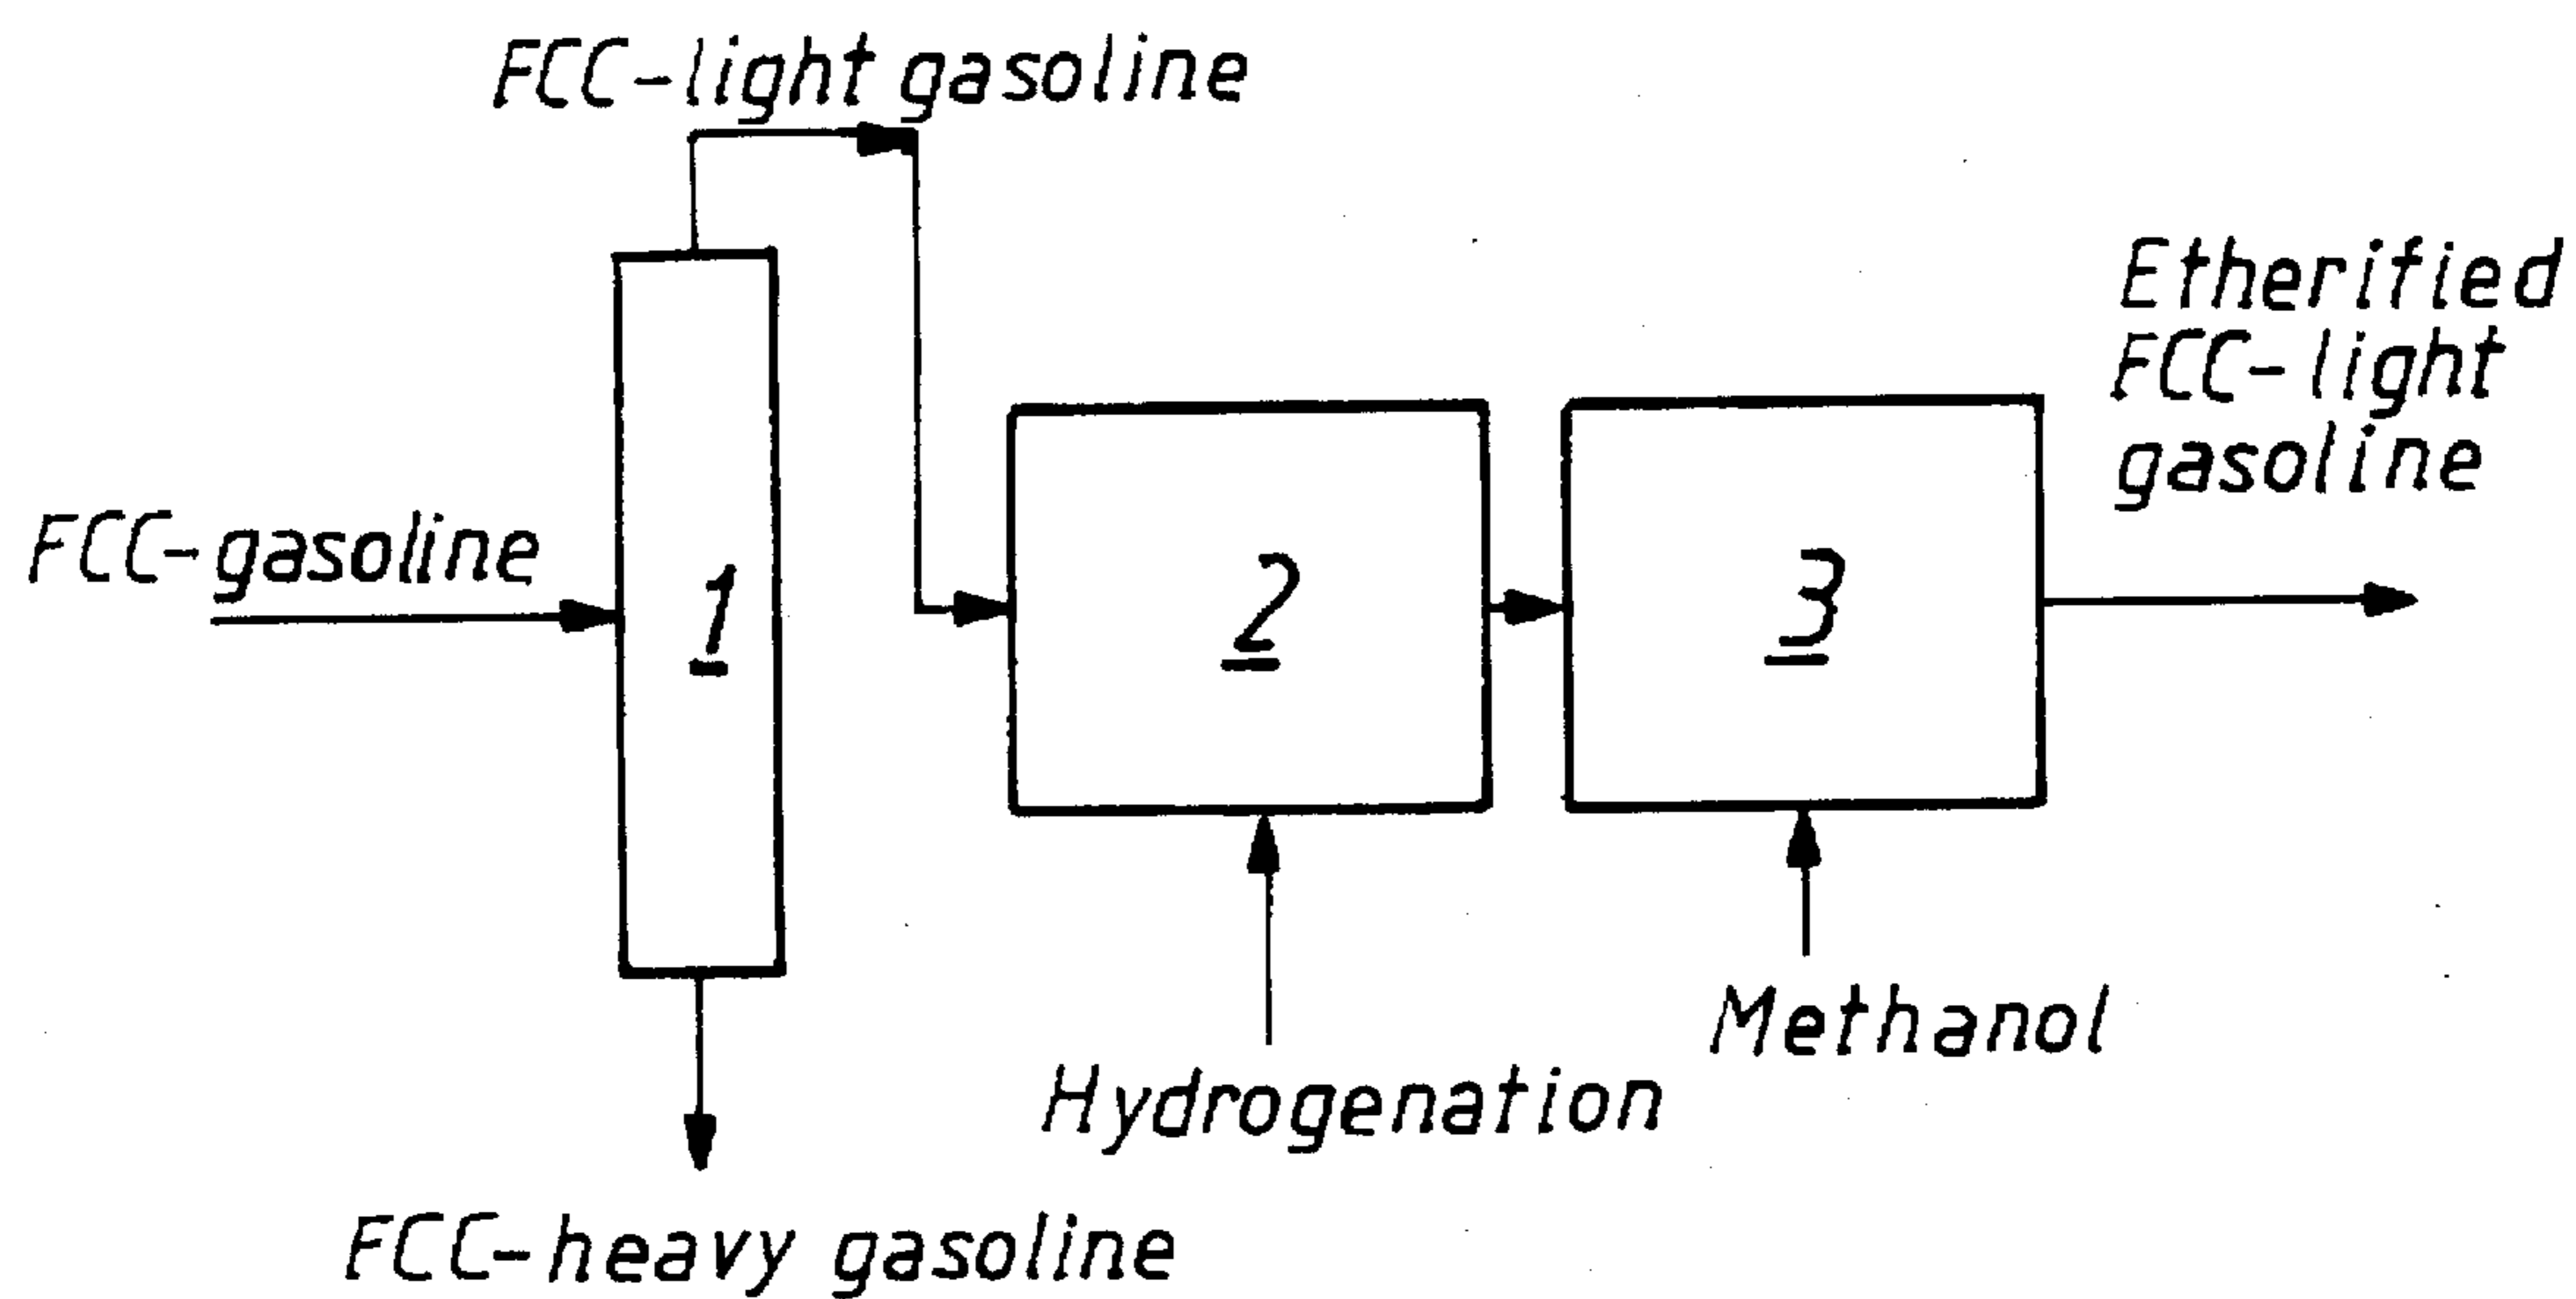 FCC-light gasoline
Etherified
FCC-light
gasoline
FCC-gasoline
1
2
3
Methanol
Hydrogenation
FCC-heavy gasoline